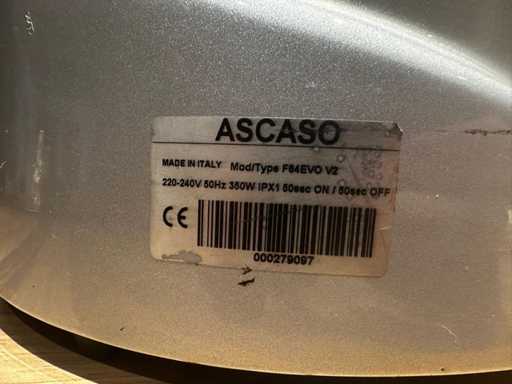 ASCASO
MADE IN ITALY Mod/Type F64EVO V2
220-240V 50Hz 350W IPX1 50sec ON / 50sec OFF
CE
000279097